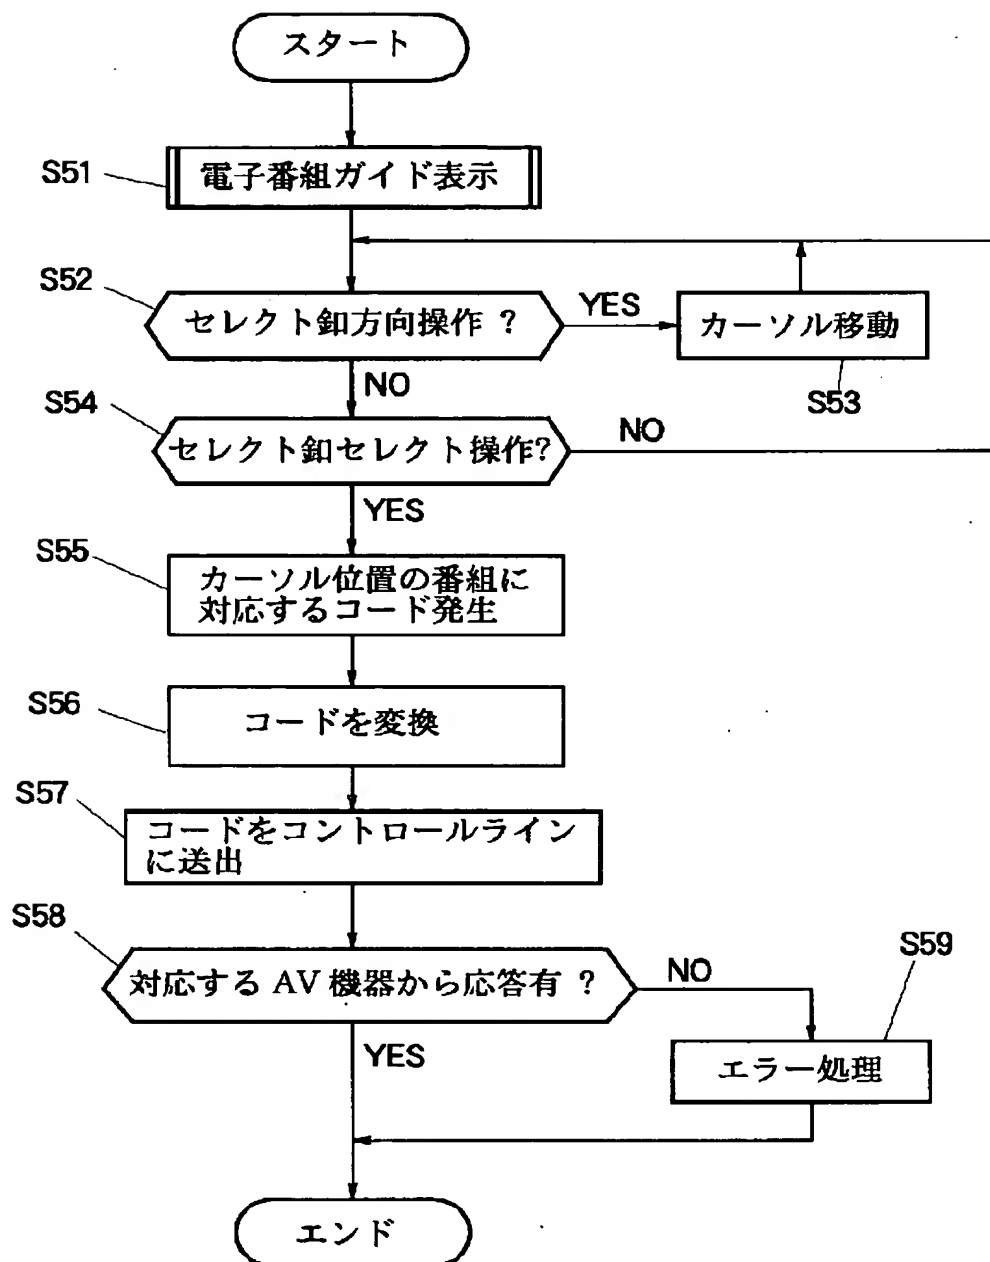 スタート
S51
電子番組ガイド表示
S52
セレクト釦方向操作 ?
YES
カーソル移動
S53
NO
S54
セレクト釦セレクト操作?
NO
YES
S55
カーソル位置の番組に
対応するコード発生
S56
コードを変換
S57
コードをコントロールライン
に送出
S58
対応する AV 機器から応答有 ?
NO
S59
YES
エラー処理
エンド